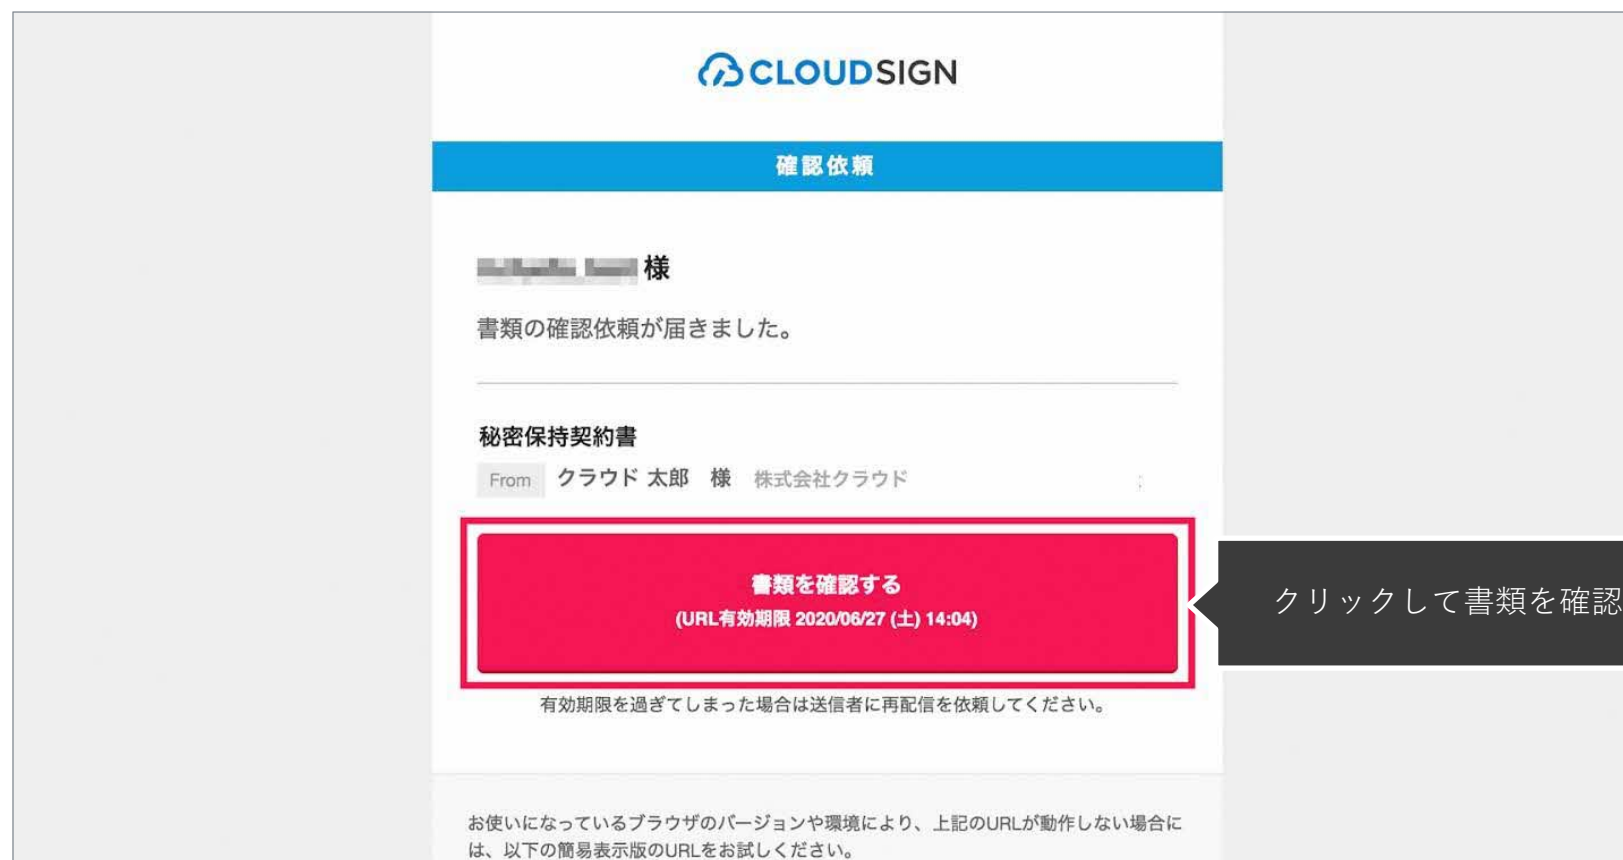 CLOUDSIGN
確認依頼
様
書類の確認依頼が届きました。
秘密保持契約書
From クラウド 太郎 様 株式会社クラウド
書類を確認する
(URL有効期限 2020/06/27 (土) 14:04)
クリックして書類を確認
有効期限を過ぎてしまった場合は送信者に再配信を依頼してください。
お使いになっているブラウザのバージョンや環境により、上記のURLが動作しない場合に
は、以下の簡易表示版のURLをお試しください。